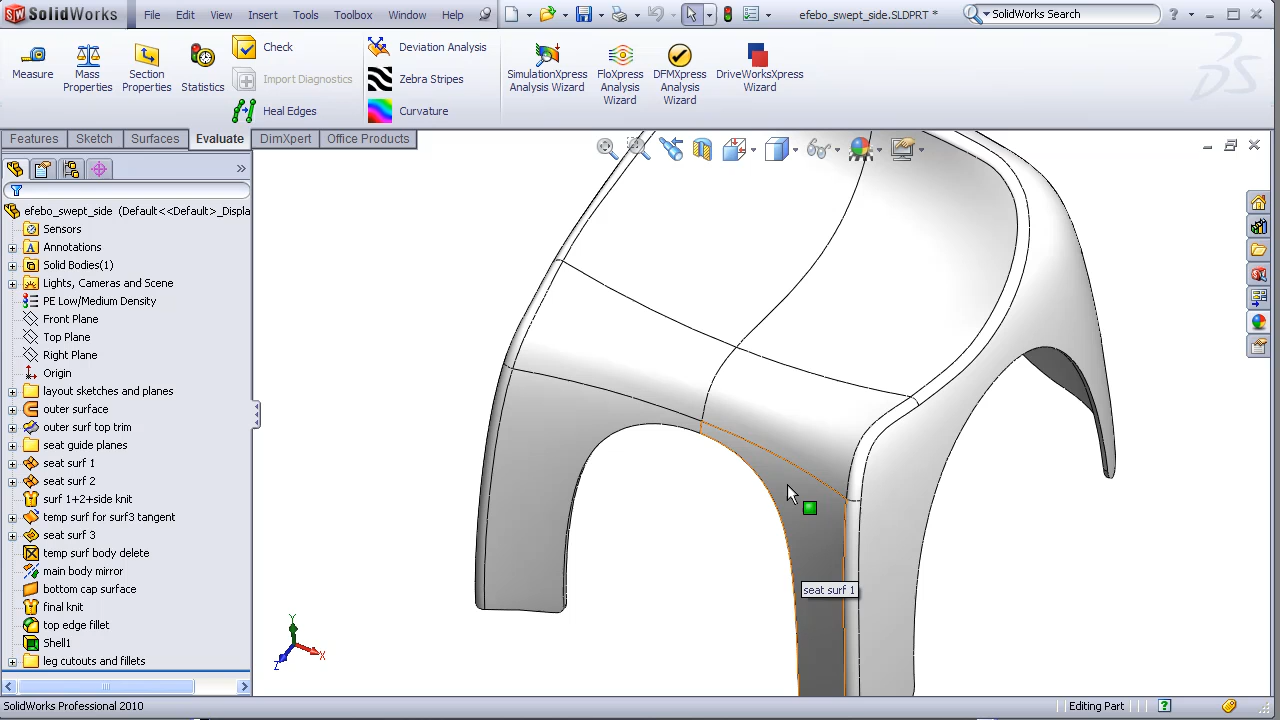 SolidWorks File Edit View Insert Tools Toolbox Window Help efebo_swept_side.SLDPRT * SolidWorks Search
Measure
Mass Properties
Section Properties
Statistics
Check
Import Diagnostics
Heal Edges
Deviation Analysis
Zebra Stripes
Curvature
SimulationXpress Analysis Wizard
FloXpress Analysis Wizard
DFMXpress Analysis Wizard
DriveWorksXpress Wizard
Features Sketch Surfaces Evaluate DimXpert Office Products
efebo_swept_side (Default<<Default>_Displa
Sensors
Annotations
Solid Bodies(1)
Lights, Cameras and Scene
PE Low/Medium Density
Front Plane
Top Plane
Right Plane
Origin
layout sketches and planes
outer surface
outer surf top trim
seat guide planes
seat surf 1
seat surf 2
surf 1+2+side knit
temp surf for surf3 tangent
seat surf 3
temp surf body delete
main body mirror
bottom cap surface
final knit
top edge fillet
Shell1
leg cutouts and fillets
seat surf 1
Y
X
Z
SolidWorks Professional 2010
Editing Part